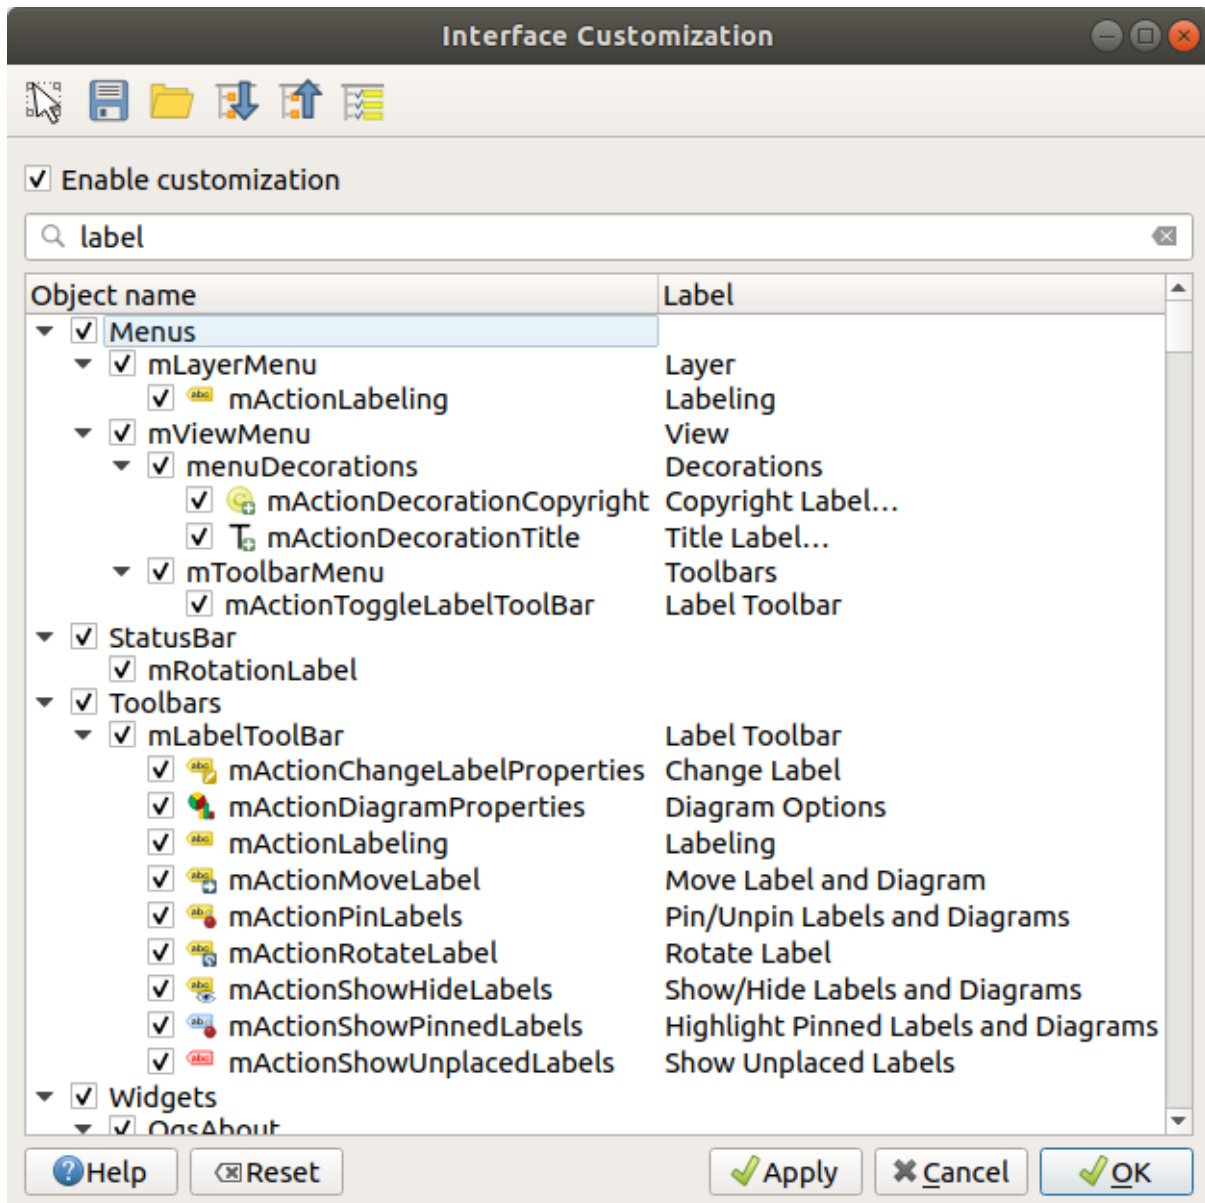 Interface Customization
Enable customization
label
Object name Label
Menus
mLayerMenu Layer
mActionLabeling Labeling
mViewMenu View
menuDecorations Decorations
mActionDecorationCopyright Copyright Label...
mActionDecorationTitle Title Label...
mToolbarMenu Toolbars
mActionToggleLabelToolBar Label Toolbar
StatusBar
mRotationLabel
Toolbars
mLabelToolBar Label Toolbar
mActionChangeLabelProperties Change Label
mActionDiagramProperties Diagram Options
mActionLabeling Labeling
mActionMoveLabel Move Label and Diagram
mActionPinLabels Pin/Unpin Labels and Diagrams
mActionRotateLabel Rotate Label
mActionShowHideLabels Show/Hide Labels and Diagrams
mActionShowPinnedLabels Highlight Pinned Labels and Diagrams
mActionShowUnplacedLabels Show Unplaced Labels
Widgets
QgsAbout
Help Reset Apply Cancel OK